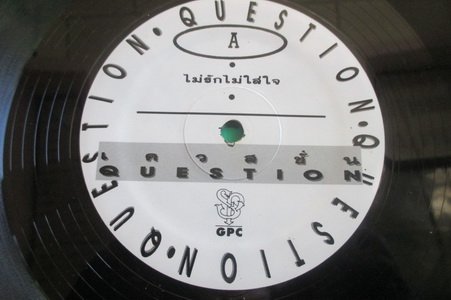 QUESTION • QUESTION • QUESTION •
A
ไม่รักไม่ใส่ใจ
เ ค ว ส ชั่ น
QUESTION
GPC